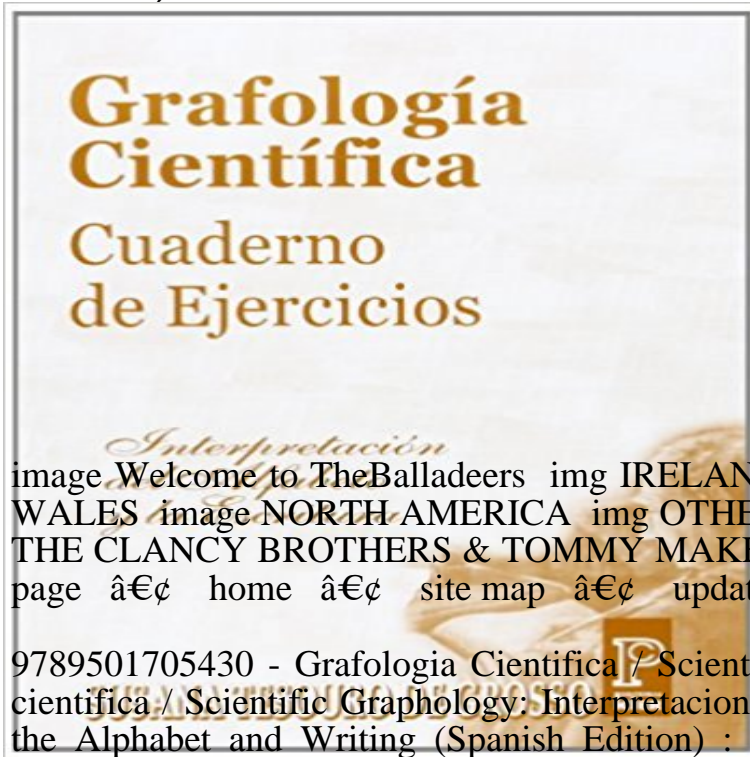 Grafología
Científica
Cuaderno
de Ejercicios
Interpretación
image Welcome to TheBalladeers img IRELAN
WALES image NORTH AMERICA img OTHE
THE CLANCY BROTHERS & TOMMY MAKE
page â€¢ home â€¢ site map â€¢ updat
9789501705430 - Grafologia Cientifica / Scient
cientifica / Scientific Graphology: Interpretacion
the Alphabet and Writing (Spanish Edition) :